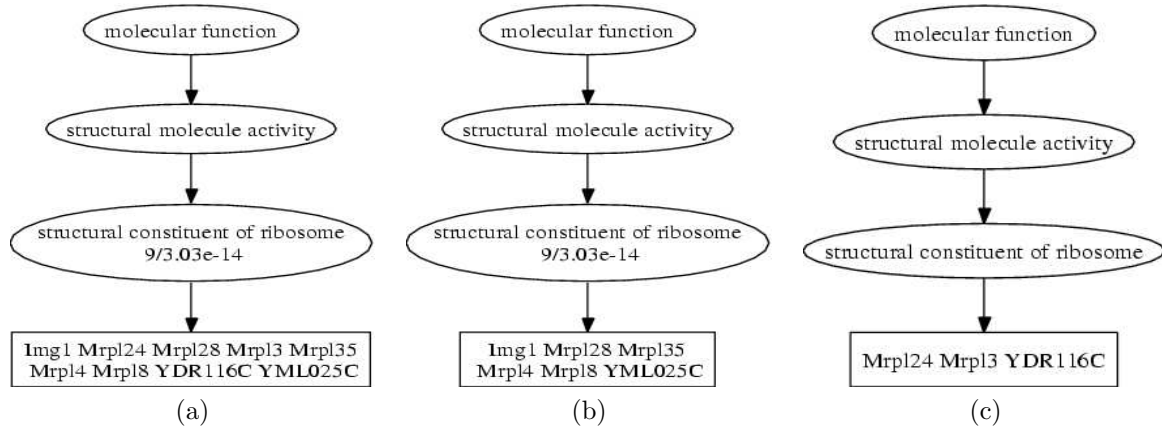 molecular function
structural molecule activity
structural constituent of ribosome
9/3.03e-14
Img1 Mrpl24 Mrpl28 Mrpl3 Mrpl35
Mrpl4 Mrpl8 YDR116C YML025C
(a)
molecular function
structural molecule activity
structural constituent of ribosome
9/3.03e-14
Img1 Mrpl28 Mrpl35
Mrpl4 Mrpl8 YML025C
(b)
molecular function
structural molecule activity
structural constituent of ribosome
Mrpl24 Mrpl3 YDR116C
(c)